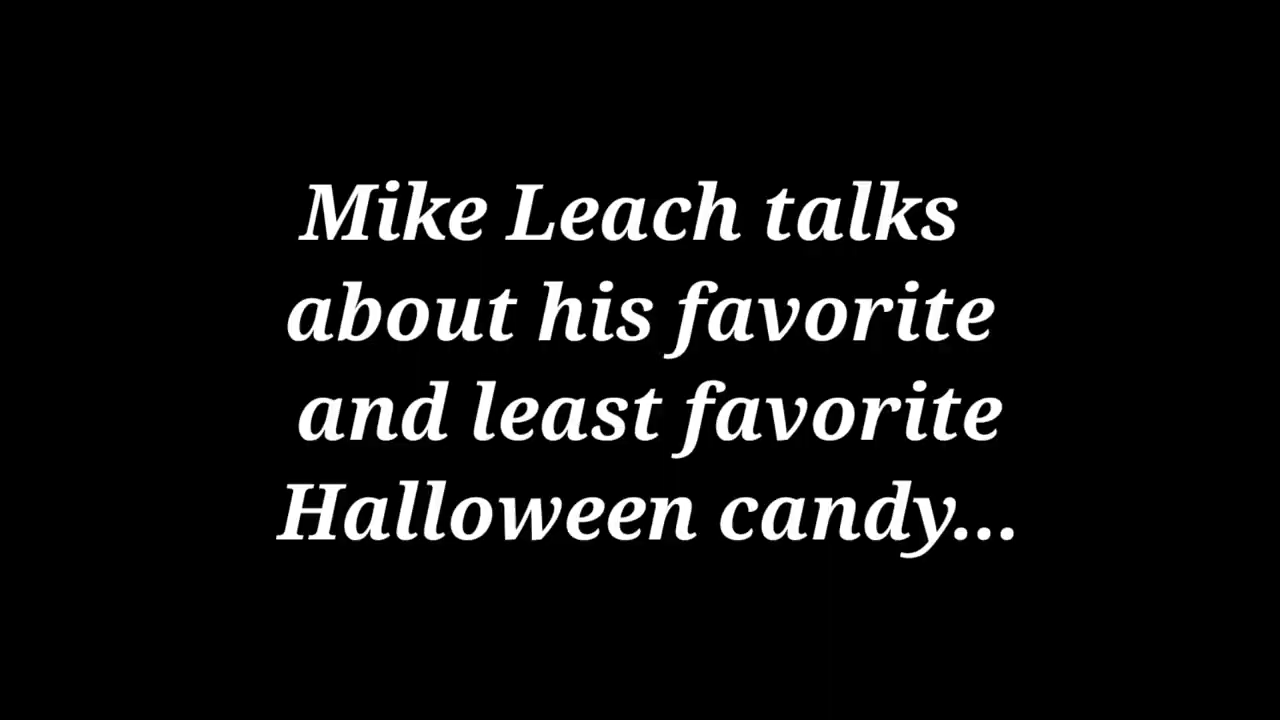 Mike Leach talks
about his favorite
and least favorite
Halloween candy...